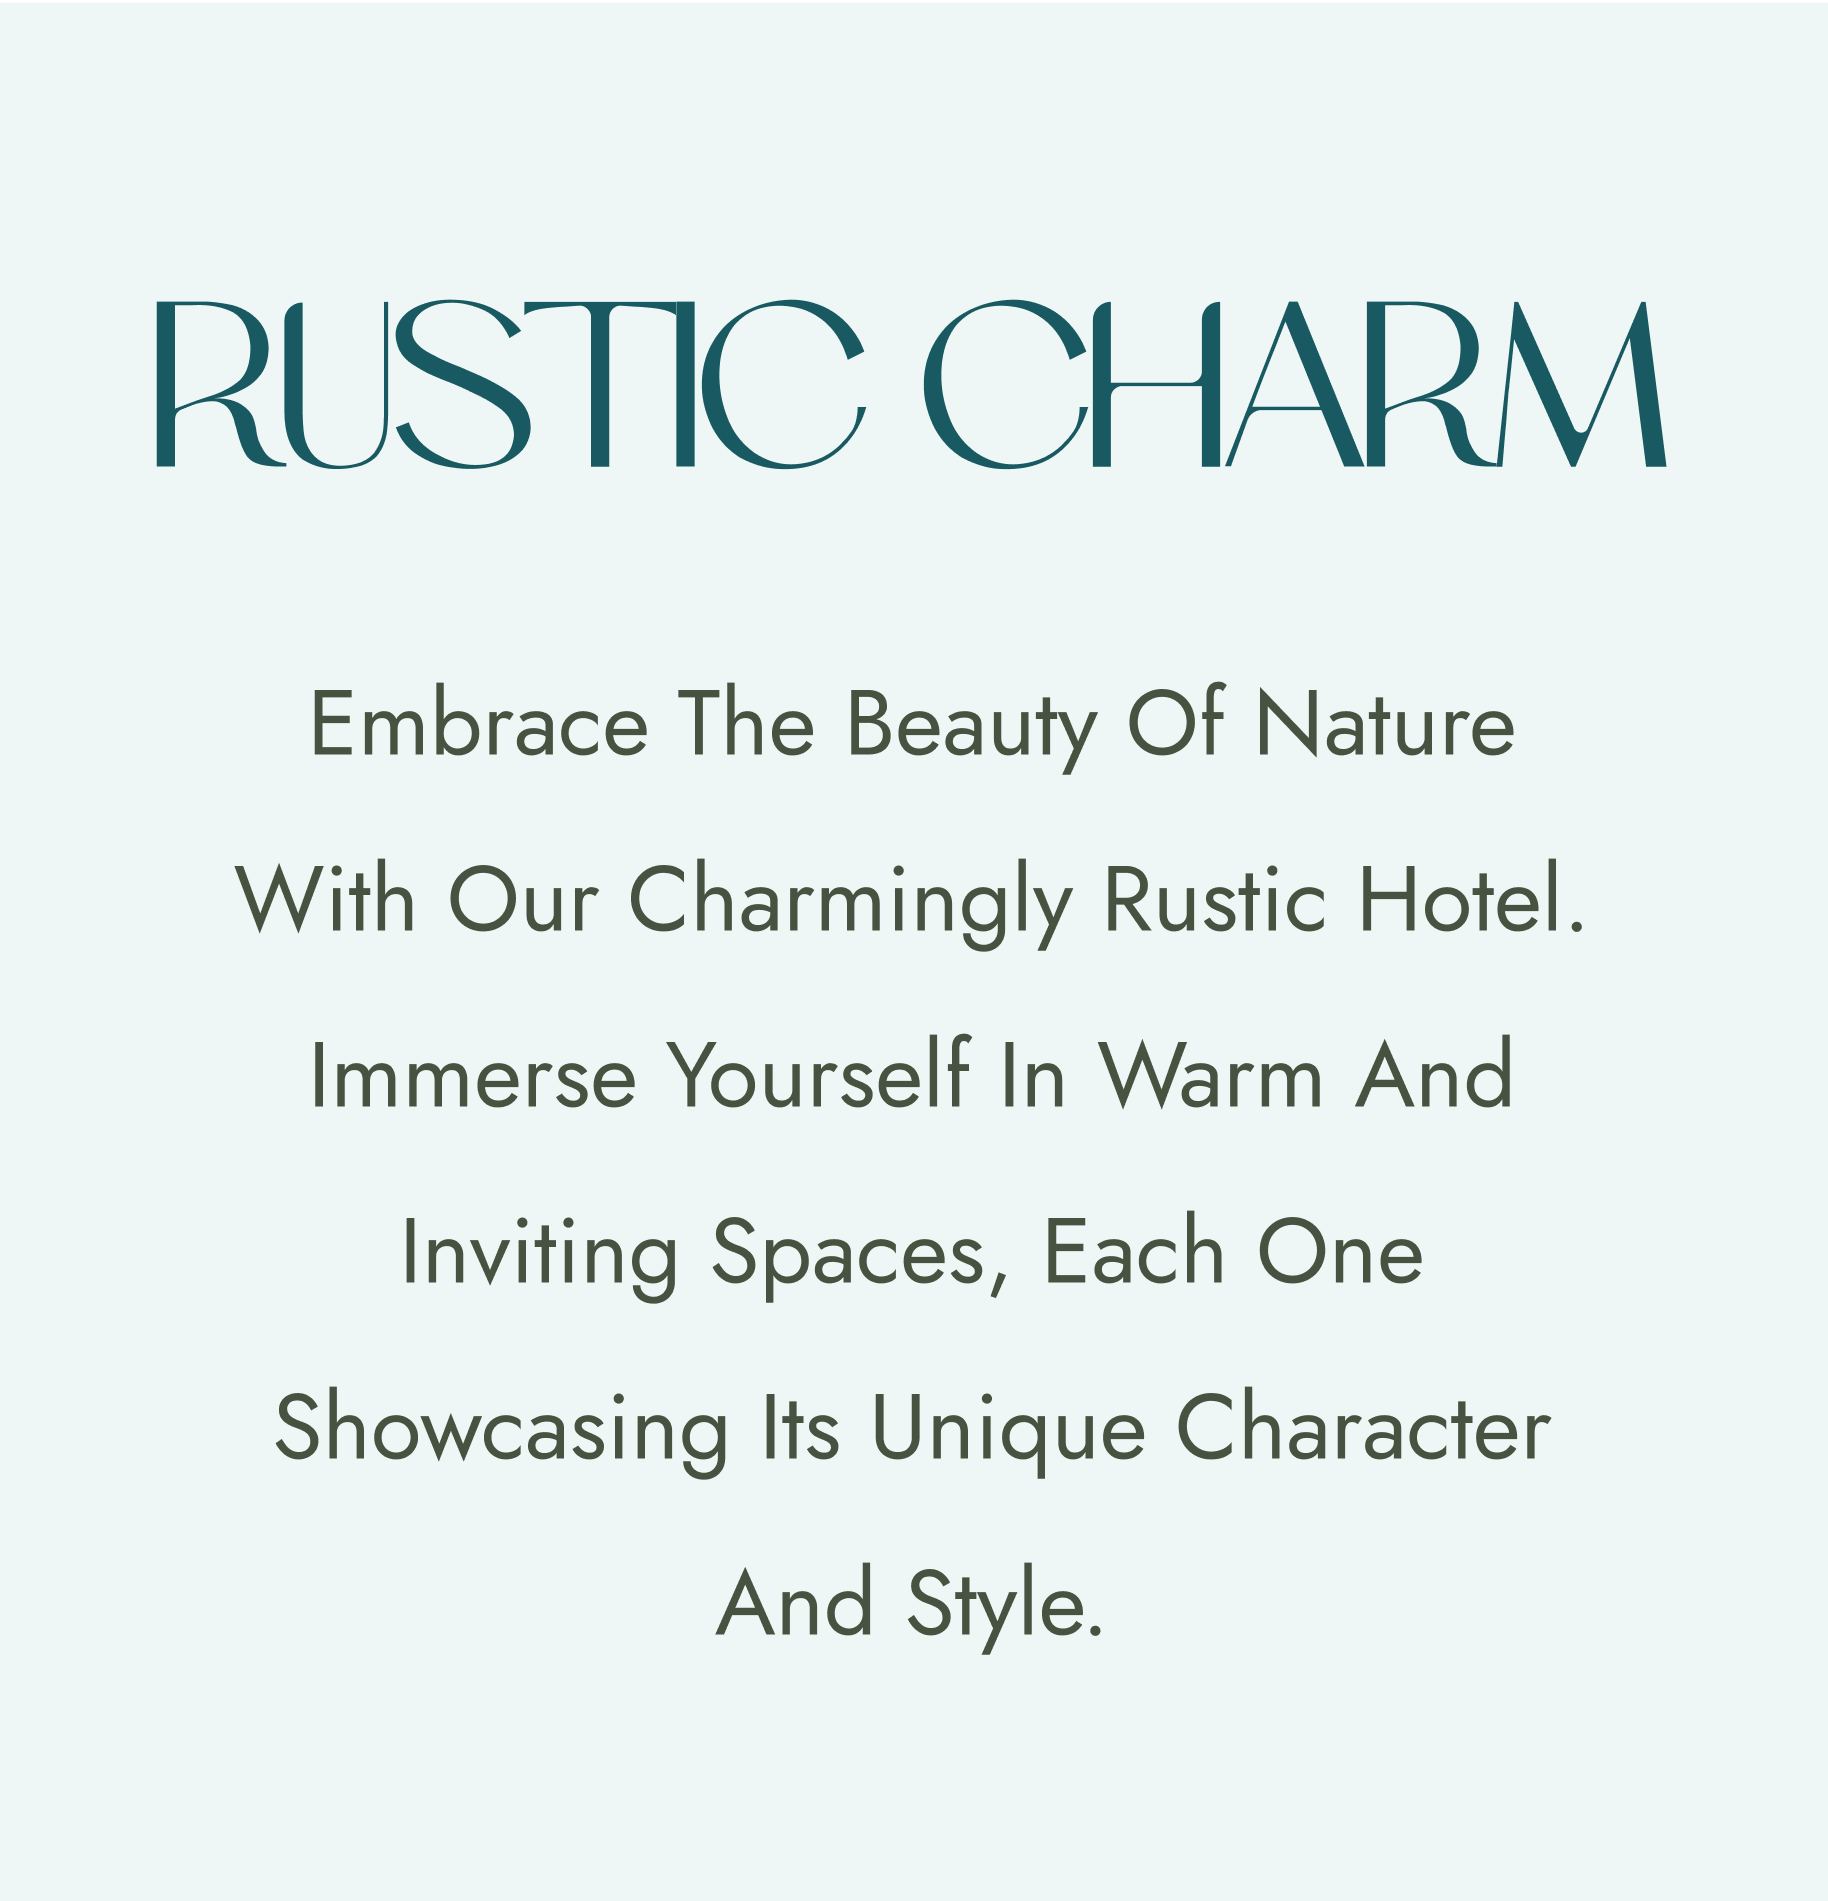 RUSTIC CHARM
Embrace The Beauty Of Nature
With Our Charmingly Rustic Hotel.
Immerse Yourself In Warm And
Inviting Spaces, Each One
Showcasing Its Unique Character
And Style.